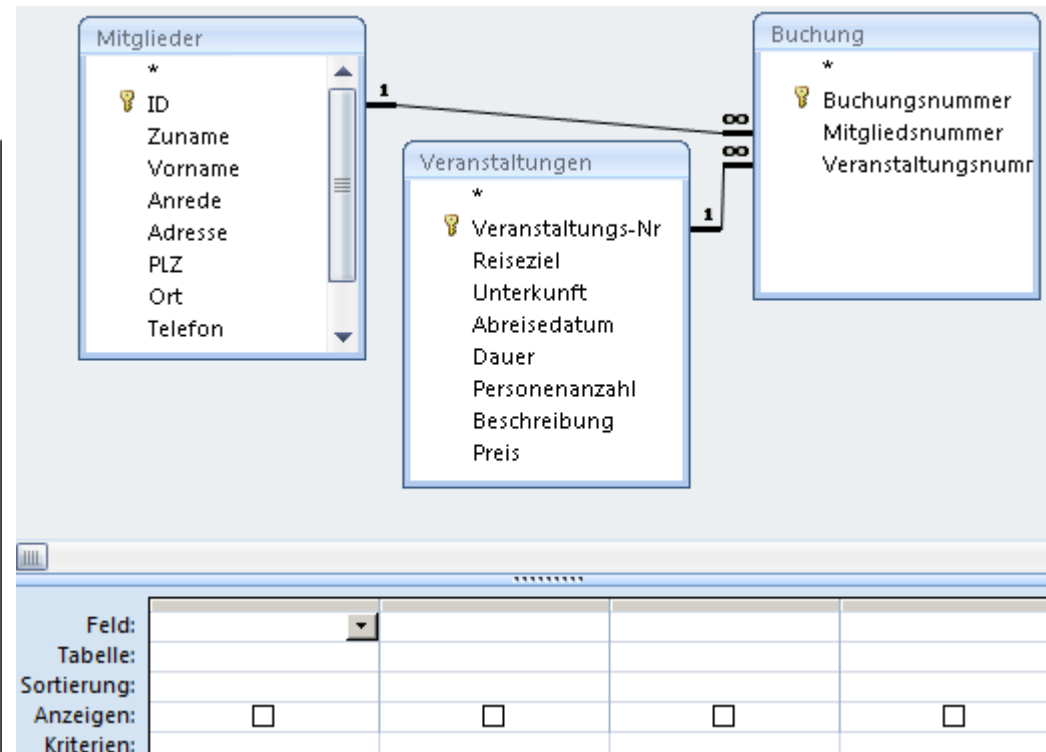 Mitglieder
*
ID
Zuname
Vorname
Anrede
Adresse
PLZ
Ort
Telefon
1
1
∞
∞
Veranstaltungen
*
Veranstaltungs-Nr
Reiseziel
Unterkunft
Abreisedatum
Dauer
Personenanzahl
Beschreibung
Preis
Buchung
*
Buchungsnummer
Mitgliedsnummer
Veranstaltungsnumr
Feld:
Tabelle:
Sortierung:
Anzeigen:
Kriterien: